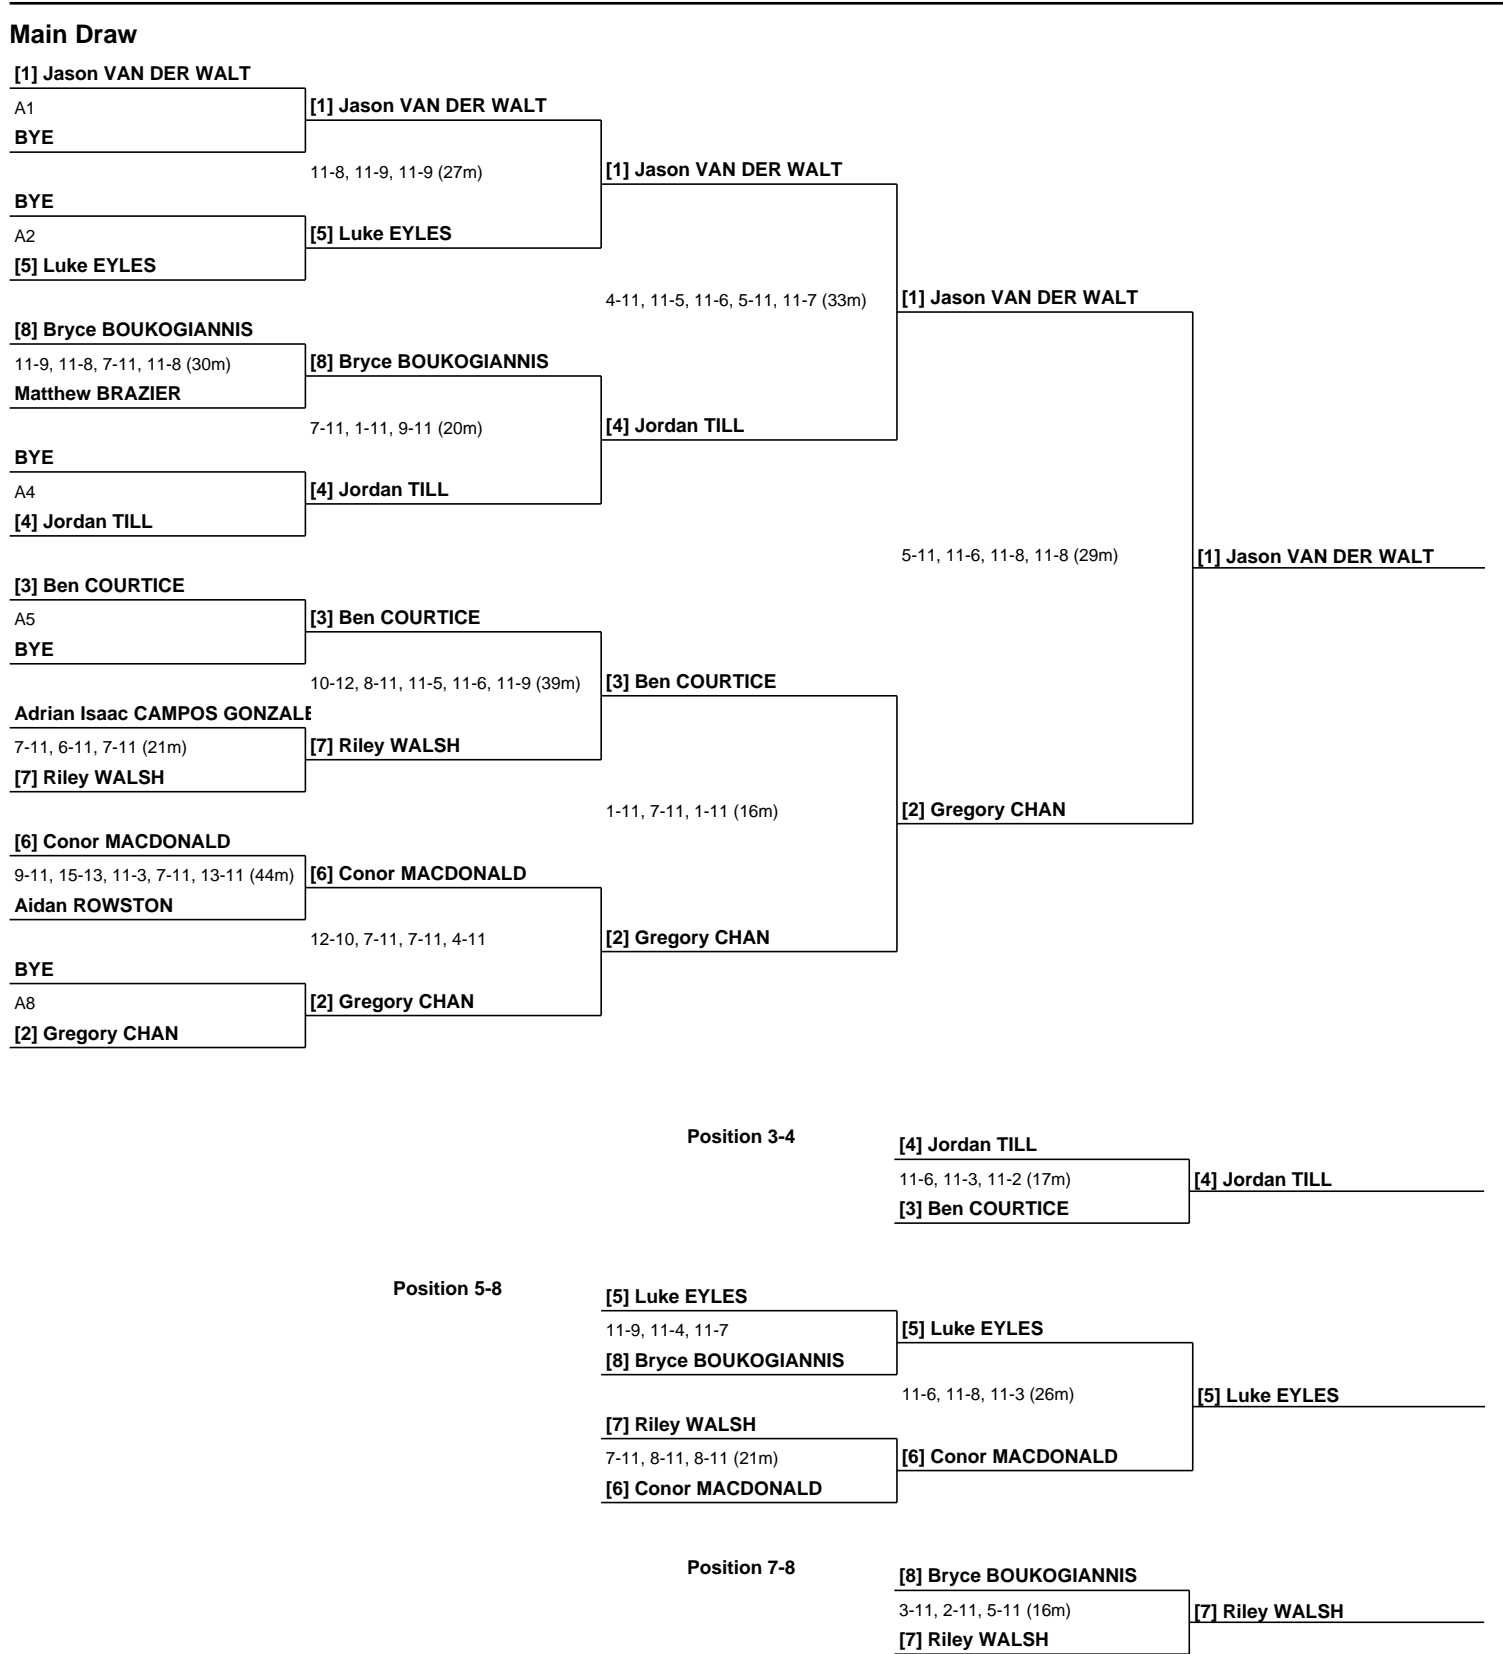 Main Draw
[1] Jason VAN DER WALT
A1
[1] Jason VAN DER WALT
BYE
11-8, 11-9, 11-9 (27m)
[1] Jason VAN DER WALT
BYE
A2
[5] Luke EYLES
[5] Luke EYLES
4-11, 11-5, 11-6, 5-11, 11-7 (33m)
[1] Jason VAN DER WALT
[8] Bryce BOUKOGIANNIS
11-9, 11-8, 7-11, 11-8 (30m)
[8] Bryce BOUKOGIANNIS
Matthew BRAZIER
7-11, 1-11, 9-11 (20m)
[4] Jordan TILL
BYE
A4
[4] Jordan TILL
[4] Jordan TILL
5-11, 11-6, 11-8, 11-8 (29m)
[1] Jason VAN DER WALT
[3] Ben COURTICE
A5
[3] Ben COURTICE
BYE
10-12, 8-11, 11-5, 11-6, 11-9 (39m)
[3] Ben COURTICE
Adrian Isaac CAMPOS GONZALE
7-11, 6-11, 7-11 (21m)
[7] Riley WALSH
[7] Riley WALSH
1-11, 7-11, 1-11 (16m)
[2] Gregory CHAN
[6] Conor MACDONALD
9-11, 15-13, 11-3, 7-11, 13-11 (44m)
[6] Conor MACDONALD
Aidan ROWSTON
12-10, 7-11, 7-11, 4-11
[2] Gregory CHAN
BYE
A8
[2] Gregory CHAN
[2] Gregory CHAN
Position 3-4
[4] Jordan TILL
11-6, 11-3, 11-2 (17m)
[4] Jordan TILL
[3] Ben COURTICE
Position 5-8
[5] Luke EYLES
11-9, 11-4, 11-7
[5] Luke EYLES
[8] Bryce BOUKOGIANNIS
11-6, 11-8, 11-3 (26m)
[5] Luke EYLES
[7] Riley WALSH
7-11, 8-11, 8-11 (21m)
[6] Conor MACDONALD
[6] Conor MACDONALD
Position 7-8
[8] Bryce BOUKOGIANNIS
3-11, 2-11, 5-11 (16m)
[7] Riley WALSH
[7] Riley WALSH